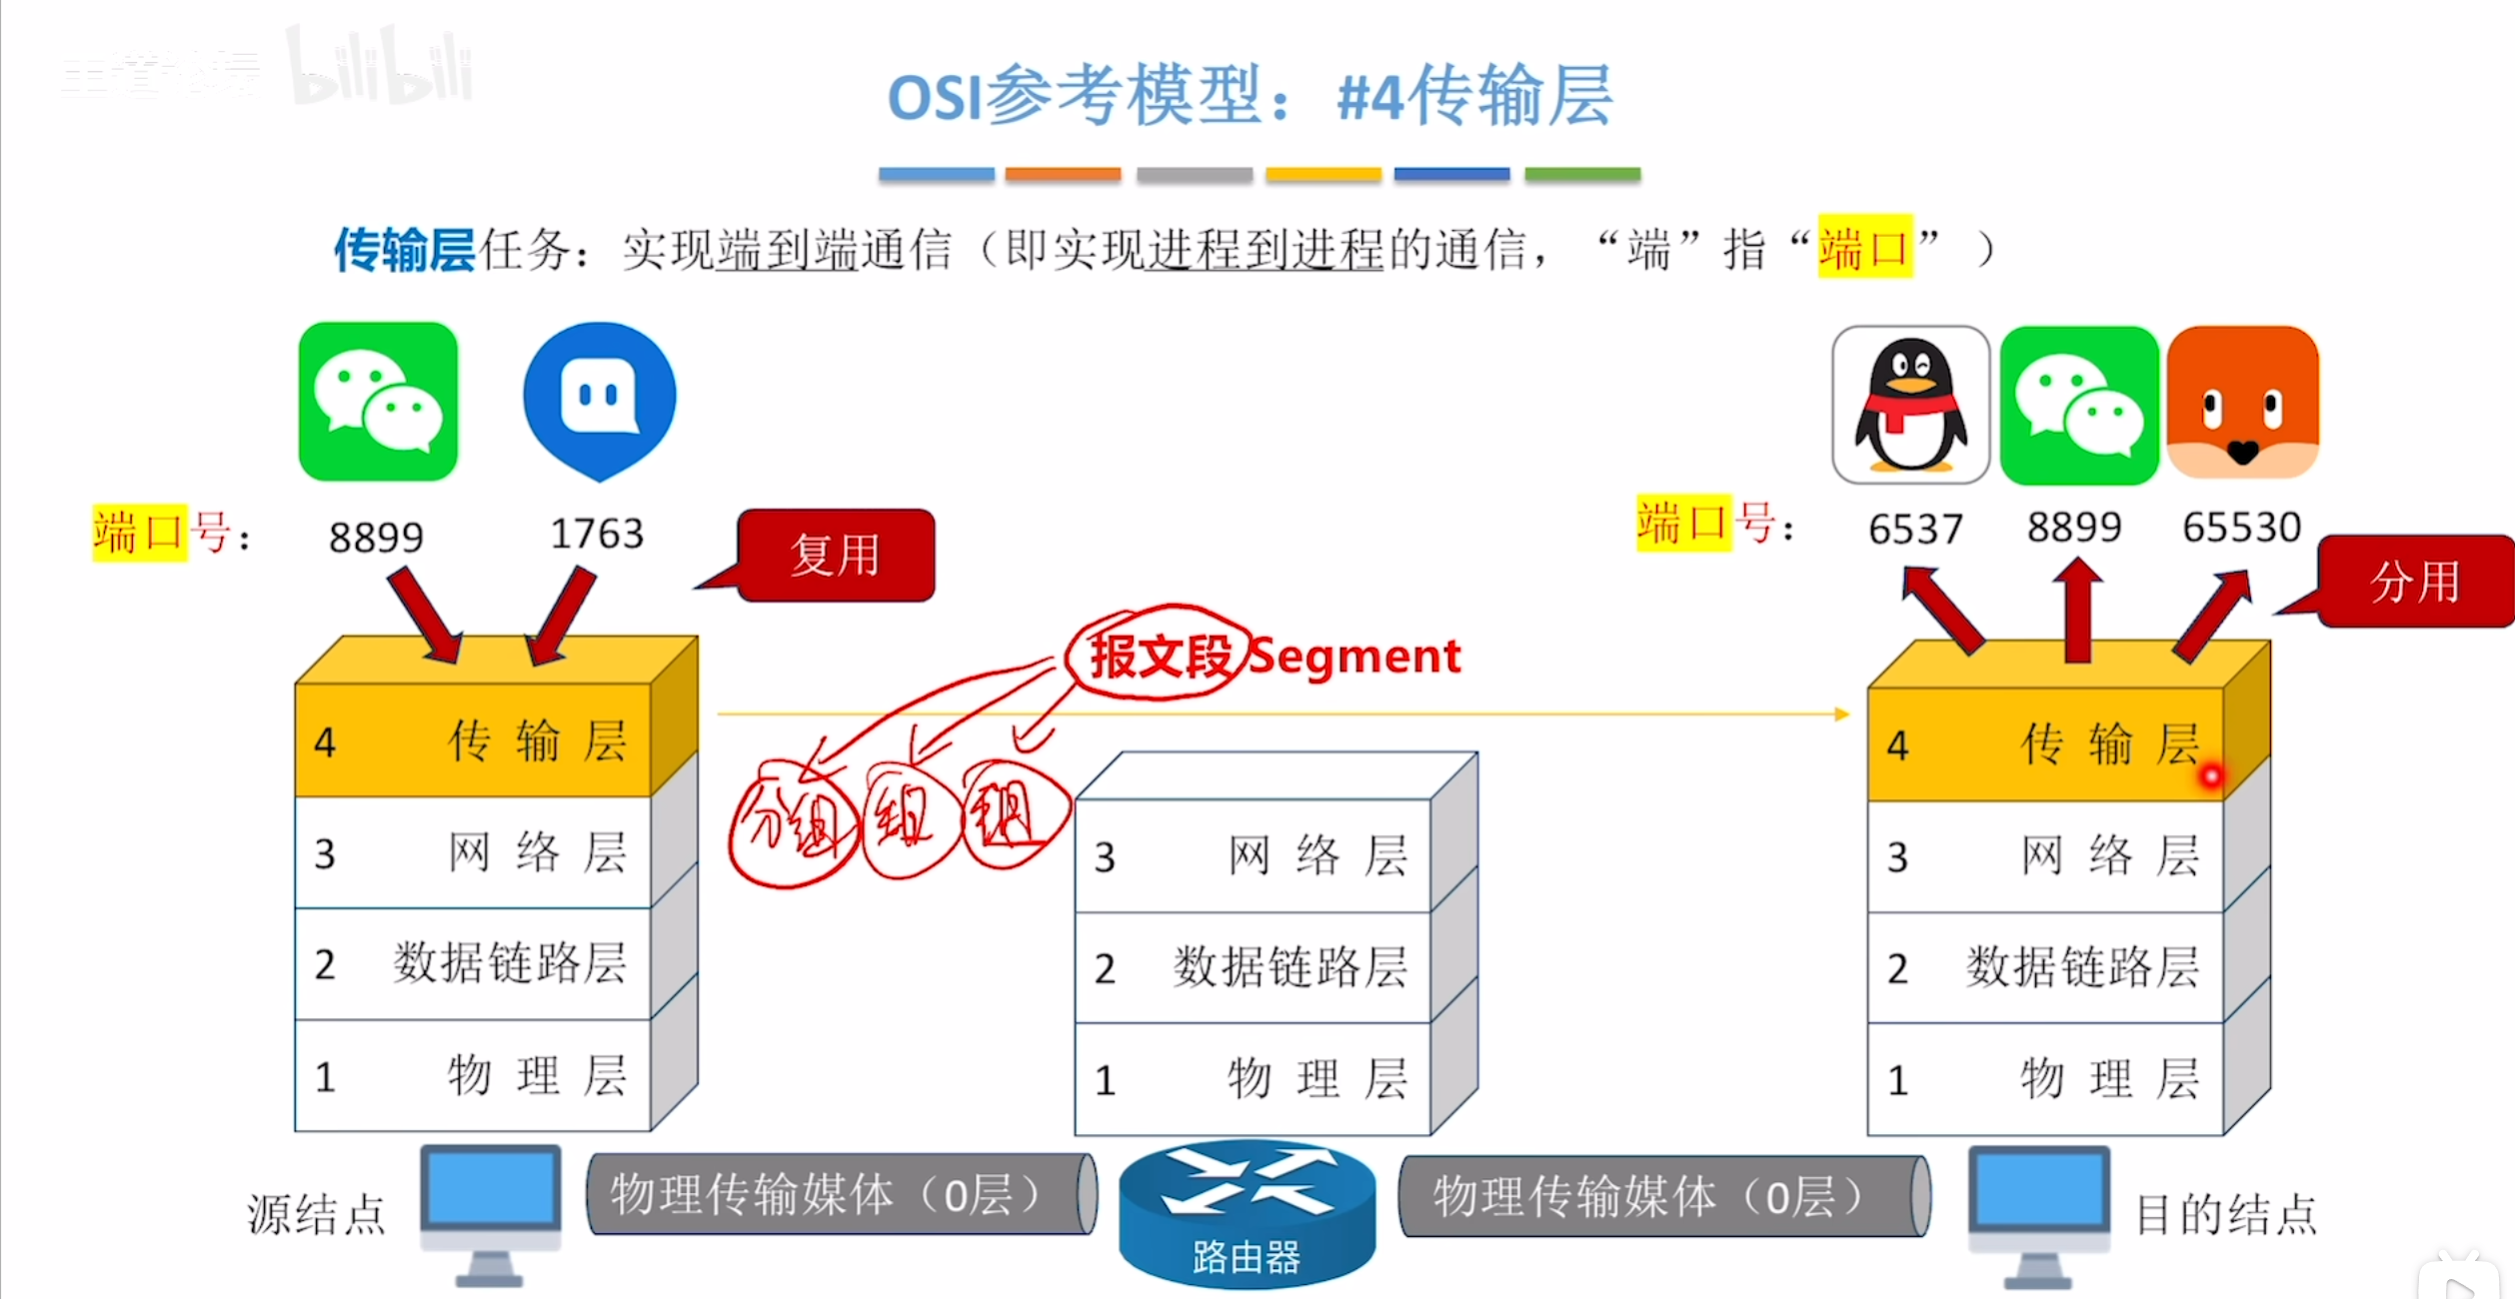 王道论坛 bilibili
OSI参考模型：#4传输层
传输层任务：实现端到端通信（即实现进程到进程的通信，“端”指“端口”）
端口号： 8899 1763
复用
端口号： 6537 8899 65530
分用
报文段Segment
分组 组 组
4 传输层
3 网络层
2 数据链路层
1 物理层
3 网络层
2 数据链路层
1 物理层
4 传输层
3 网络层
2 数据链路层
1 物理层
源结点
物理传输媒体（0层）
路由器
物理传输媒体（0层）
目的结点